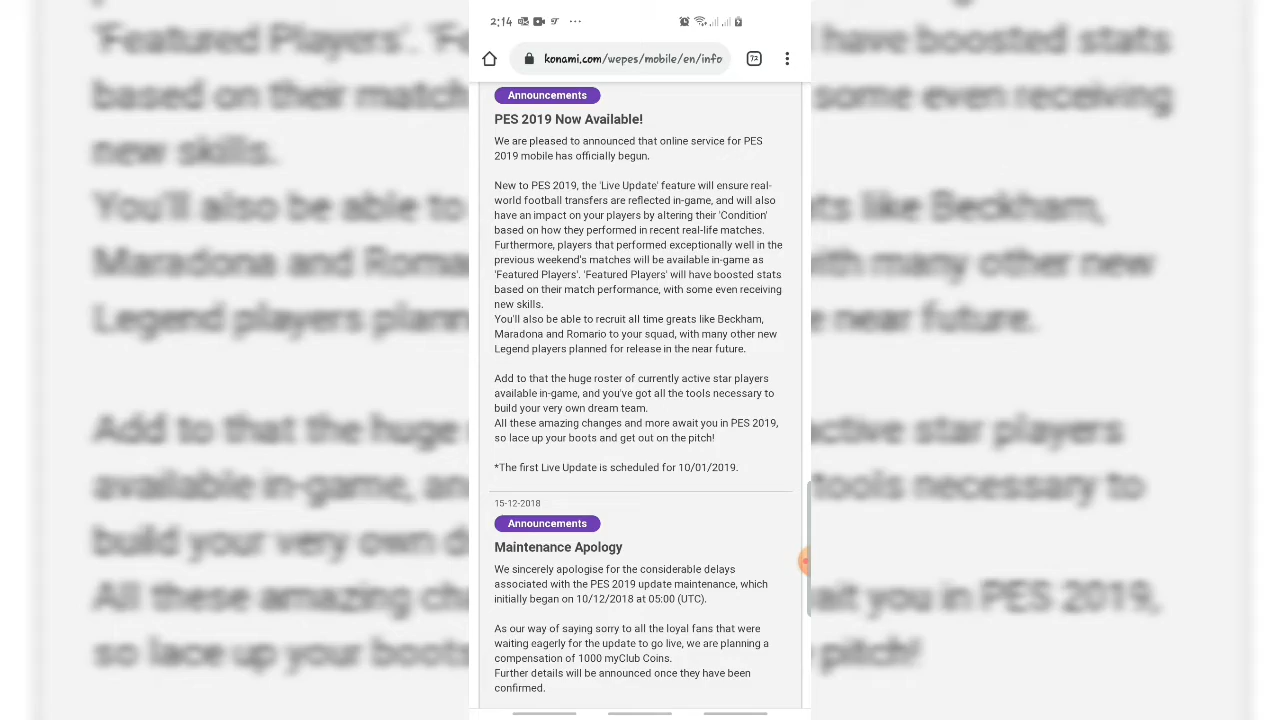 2:14
konami.com/wepes/mobile/en/info
72
Announcements
PES 2019 Now Available!
We are pleased to announced that online service for PES
2019 mobile has officially begun.
New to PES 2019, the 'Live Update' feature will ensure real-
world football transfers are reflected in-game, and will also
have an impact on your players by altering their 'Condition'
based on how they performed in recent real-life matches.
Furthermore, players that performed exceptionally well in the
previous weekend's matches will be available in-game as
'Featured Players'. 'Featured Players' will have boosted stats
based on their match performance, with some even receiving
new skills.
You'll also be able to recruit all time greats like Beckham,
Maradona and Romario to your squad, with many other new
Legend players planned for release in the near future.
Add to that the huge roster of currently active star players
available in-game, and you've got all the tools necessary to
build your very own dream team.
All these amazing changes and more await you in PES 2019,
so lace up your boots and get out on the pitch!
*The first Live Update is scheduled for 10/01/2019.
15-12-2018
Announcements
Maintenance Apology
We sincerely apologise for the considerable delays
associated with the PES 2019 update maintenance, which
initially began on 10/12/2018 at 05:00 (UTC).
As our way of saying sorry to all the loyal fans that were
waiting eagerly for the update to go live, we are planning a
compensation of 1000 myClub Coins.
Further details will be announced once they have been
confirmed.